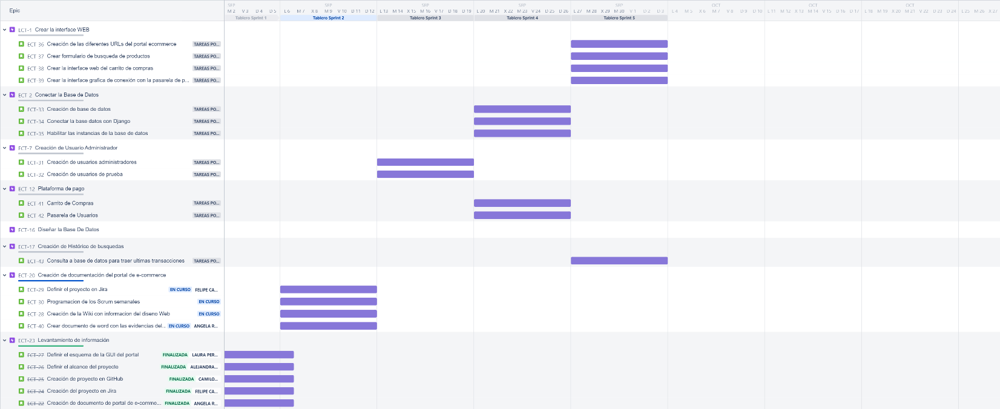 Epic
SEP SEP SEP SEP SEP OCT OCT OCT
M 2 V 3 D 4 D 5 L 6 M 7 X 8 M 9 V 10 D 11 D 12 L 13 M 14 X 15 M 16 V 17 D 18 D 19 L 20 M 21 X 22 M 23 V 24 D 25 D 26 L 27 M 28 X 29 M 30 V 1 D 2 D 3 L 4 M 5 X 6 M 7 V 8 D 9 D 10 L 11 M 12 X 13 M 14 V 15 D 16 D 17 L 18 M 19 X 20 M 21 V 22 D 23 D 24 L 25 M 26 X 27
Tablero Sprint 1 Tablero Sprint 2 Tablero Sprint 3 Tablero Sprint 4 Tablero Sprint 5
ECT-1 Crear la interface WEB
ECT-36 Creación de las diferentes URLs del portal ecommerce TAREAS PO...
ECT-37 Crear formulario de busqueda de productos TAREAS PO...
ECT-38 Crear la interface web del carrito de compras TAREAS PO...
ECT-39 Crear la interface grafica de conexión con la pasarela de p... TAREAS PO...
ECT-2 Conectar la Base de Datos
ECT-33 Creación de base de datos TAREAS PO...
ECT-34 Conectar la base datos con Django TAREAS PO...
ECT-35 Habilitar las instancias de la base de datos TAREAS PO...
ECT-7 Creación de Usuario Administrador
ECT-31 Creación de usuarios administradores TAREAS PO...
ECT-32 Creación de usuarios de prueba TAREAS PO...
ECT-12 Plataforma de pago
ECT-41 Carrito de Compras TAREAS PO...
ECT-42 Pasarela de Usuarios TAREAS PO...
ECT-16 Diseñar la Base De Datos
ECT-17 Creación de Histórico de busquedas
ECT-43 Consulta a base de datos para traer ultimas transacciones TAREAS PO...
ECT-20 Creación de documentación del portal de e-commerce
ECT-29 Definir el proyecto en Jira EN CURSO FELIPE CA...
ECT-30 Programacion de los Scrum semanales EN CURSO
ECT-28 Creación de la Wiki con informacion del diseno Web EN CURSO
ECT-40 Crear documento de word con las evidencias del... EN CURSO ANGELA R...
ECT-23 Levantamiento de información
ECT-27 Definir el esquema de la GUI del portal FINALIZADA LAURA PER...
ECT-26 Definir el alcance del proyecto FINALIZADA ALEJANDRA...
ECT-25 Creación de proyecto en GitHub FINALIZADA CAMILO...
ECT-24 Creación del proyecto en Jira FINALIZADA FELIPE CA...
ECT-22 Creación de documento de portal de e-comme... FINALIZADA ANGELA R...